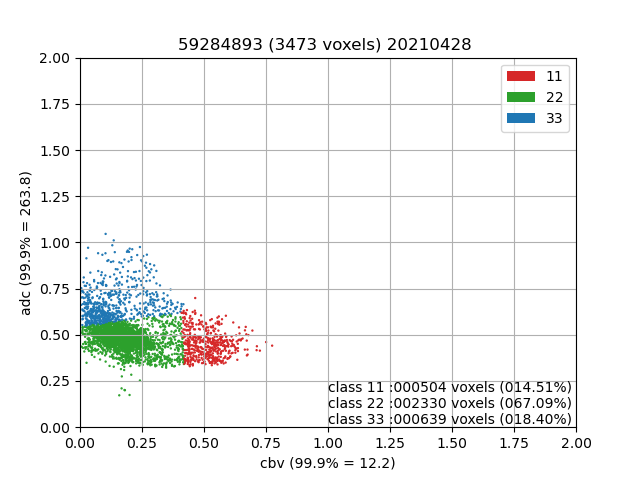 59284893 (3473 voxels) 20210428
2.00
1.75
1.50
1.25
1.00
0.75
0.50
0.25
0.00
adc (99.9% = 263.8)
11
22
33
class 11 :000504 voxels (014.51%)
class 22 :002330 voxels (067.09%)
class 33 :000639 voxels (018.40%)
0.00 0.25 0.50 0.75 1.00 1.25 1.50 1.75 2.00
cbv (99.9% = 12.2)